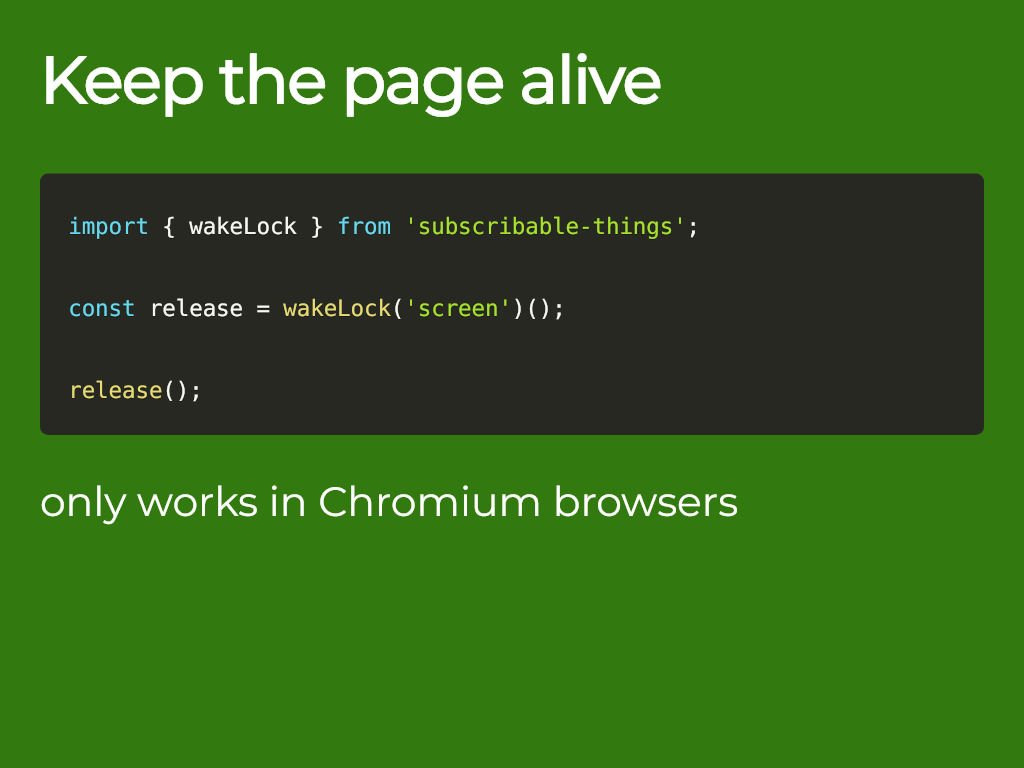 Keep the page alive
import { wakeLock } from 'subscribable-things';
const release = wakeLock('screen')();
release();
only works in Chromium browsers